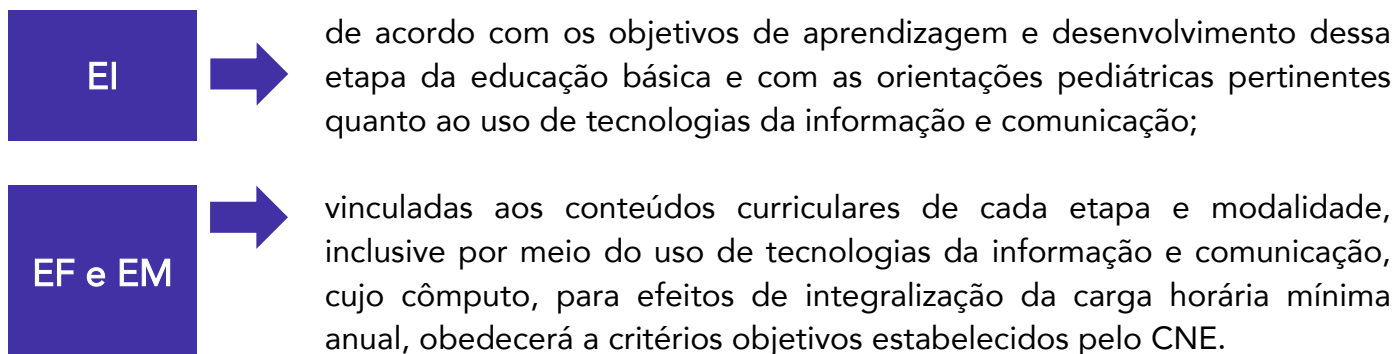 EI
de acordo com os objetivos de aprendizagem e desenvolvimento dessa
etapa da educação básica e com as orientações pediátricas pertinentes
quanto ao uso de tecnologias da informação e comunicação;
EF e EM
vinculadas aos conteúdos curriculares de cada etapa e modalidade,
inclusive por meio do uso de tecnologias da informação e comunicação,
cujo cômputo, para efeitos de integralização da carga horária mínima
anual, obedecerá a critérios objetivos estabelecidos pelo CNE.